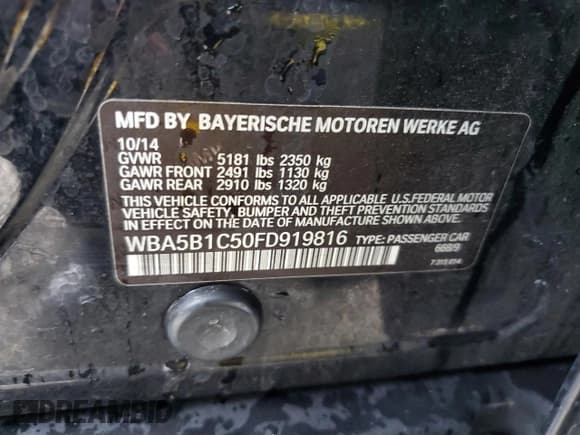 MFD BY BAYERISCHE MOTOREN WERKE AG
10/14
GVWR 5181 lbs 2350 kg
GAWR FRONT 2491 lbs 1130 kg
GAWR REAR 2910 lbs 1320 kg
THIS VEHICLE CONFORMS TO ALL APPLICABLE U.S.FEDERAL MOTOR
VEHICLE SAFETY, BUMPER AND THEFT PREVENTION STANDARDS
IN EFFECT ON THE DATE OF MANUFACTURE SHOWN ABOVE.
WBA5B1C50FD919816 TYPE: PASSENGER CAR
668/9
DREAMBID